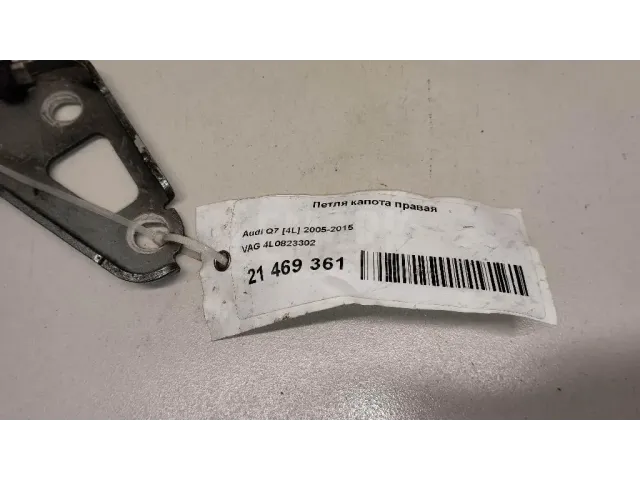 Петля капота правая
Audi Q7 [4L] 2005-2015
VAG 4L0823302
21 469 361